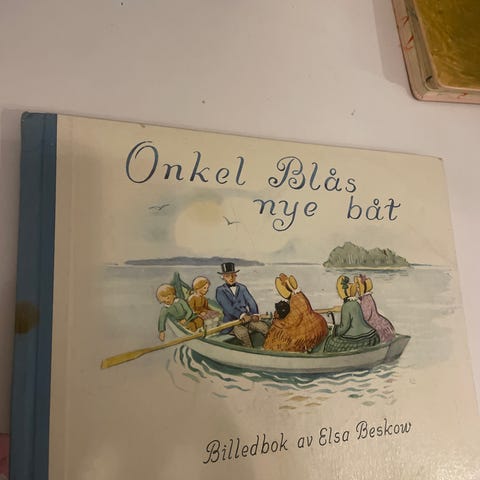 Onkel Blås
nye båt
Billedbok av Elsa Beskow